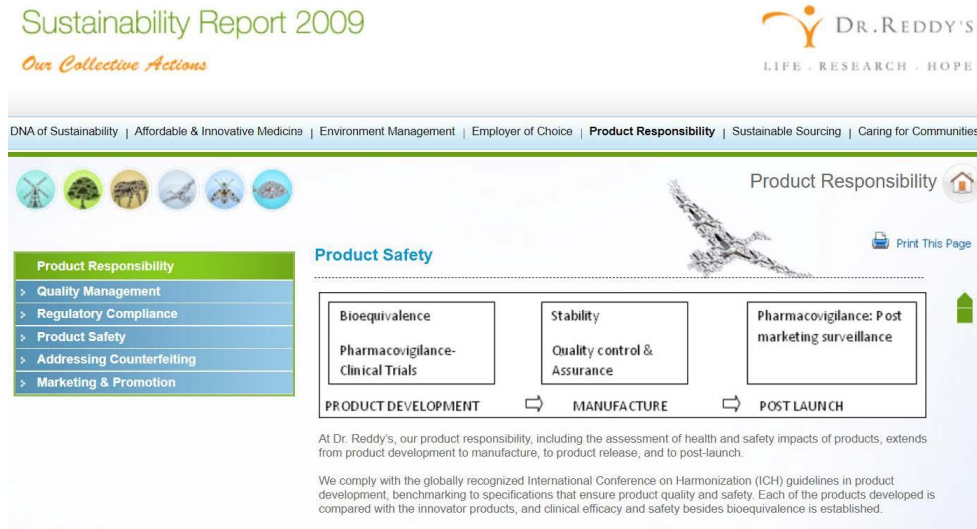 Sustainability Report 2009
Our Collective Actions
DR.REDDY'S
LIFE . RESEARCH . HOPE
DNA of Sustainability | Affordable & Innovative Medicine | Environment Management | Employer of Choice | Product Responsibility | Sustainable Sourcing | Caring for Communities
Product Responsibility
Print This Page
Product Responsibility
Quality Management
Regulatory Compliance
Product Safety
Addressing Counterfeiting
Marketing & Promotion
Product Safety
Bioequivalence
Pharmacovigilance-
Clinical Trials
Stability
Quality control &
Assurance
Pharmacovigilance: Post
marketing surveillance
PRODUCT DEVELOPMENT ⇨ MANUFACTURE ⇨ POST LAUNCH
At Dr. Reddy's, our product responsibility, including the assessment of health and safety impacts of products, extends
from product development to manufacture, to product release, and to post-launch.
We comply with the globally recognized International Conference on Harmonization (ICH) guidelines in product
development, benchmarking to specifications that ensure product quality and safety. Each of the products developed is
compared with the innovator products, and clinical efficacy and safety besides bioequivalence is established.